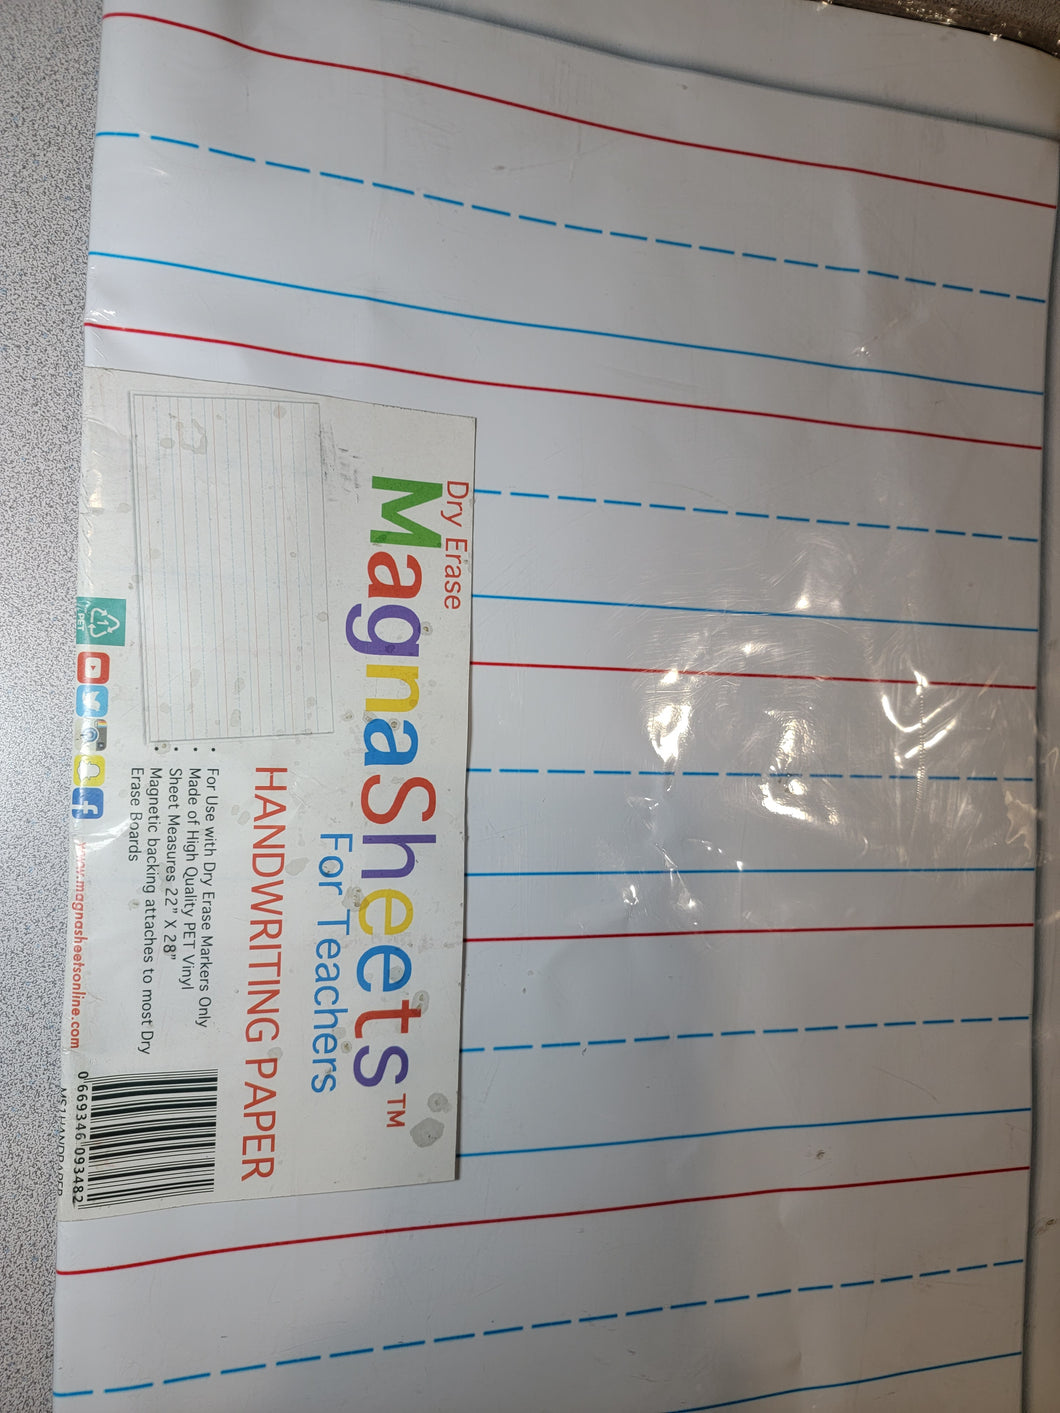 Dry Erase
MagnaSheets™
For Teachers
HANDWRITING PAPER
• For Use with Dry Erase Markers Only
• Made of High Quality PET Vinyl
• Sheet Measures 22" X 28"
• Magnetic backing attaches to most Dry
Erase Boards
1
PET
www.magnasheetsonline.com
0 669346 093482